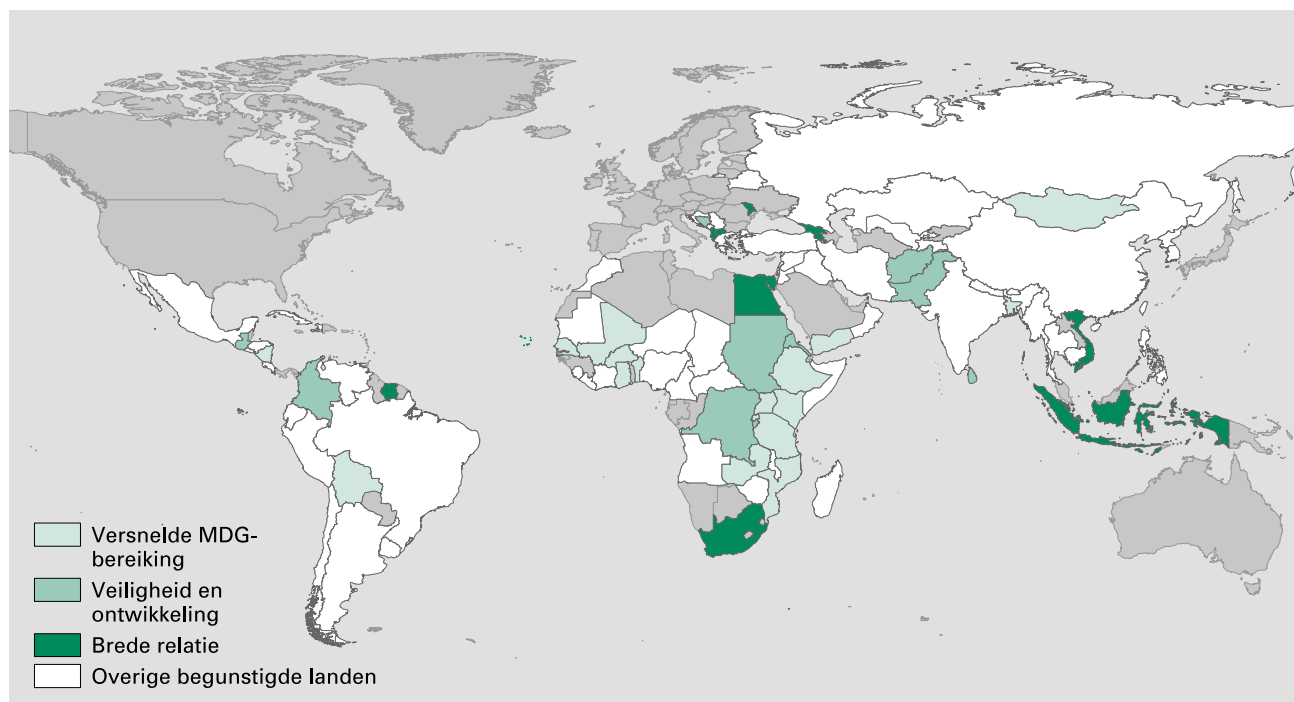 Versnelde MDG-
bereiking
Veiligheid en
ontwikkeling
Brede relatie
Overige begunstigde landen